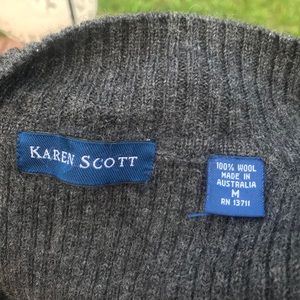 KAREN SCOTT
100% WOOL
MADE IN
AUSTRALIA
M
RN 13711